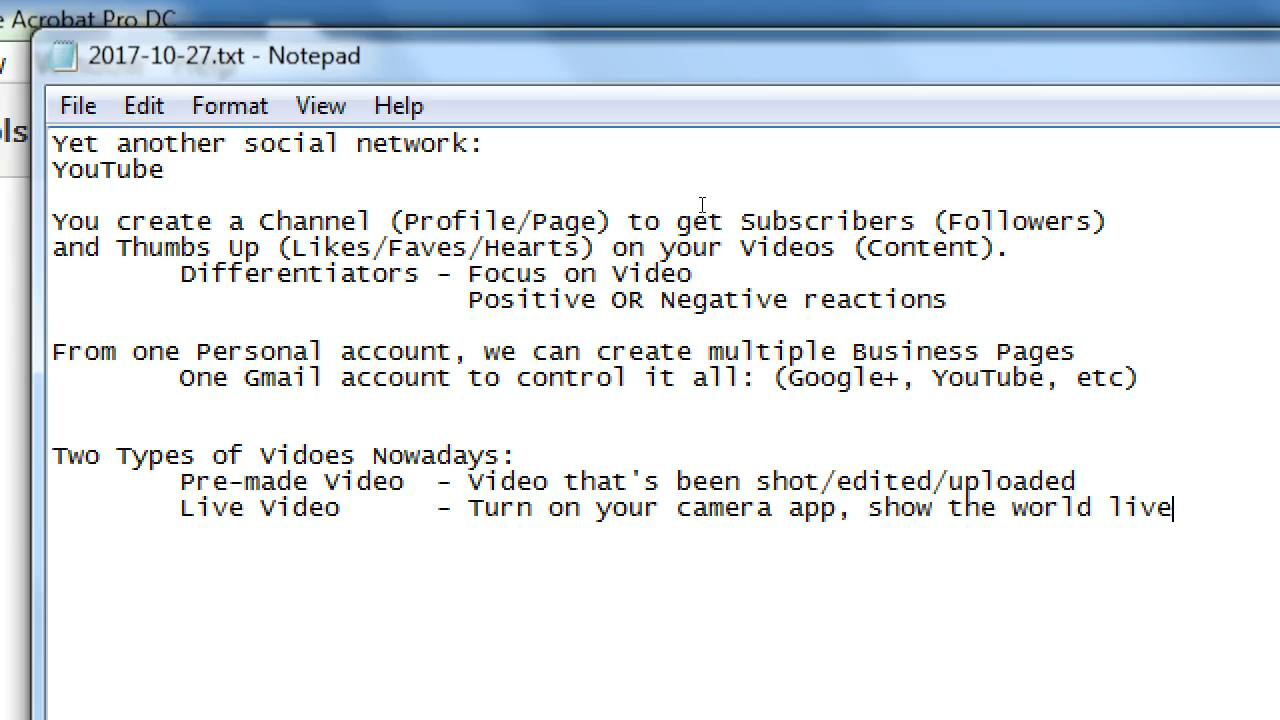 e Acrobat Pro DC
2017-10-27.txt - Notepad
File Edit Format View Help
ols
Yet another social network:
YouTube
You create a Channel (Profile/Page) to get Subscribers (Followers)
and Thumbs Up (Likes/Faves/Hearts) on your Videos (Content).
Differentiators - Focus on Video
Positive OR Negative reactions
From one Personal account, we can create multiple Business Pages
One Gmail account to control it all: (Google+, YouTube, etc)
Two Types of Vidoes Nowadays:
Pre-made Video - Video that's been shot/edited/uploaded
Live Video - Turn on your camera app, show the world live